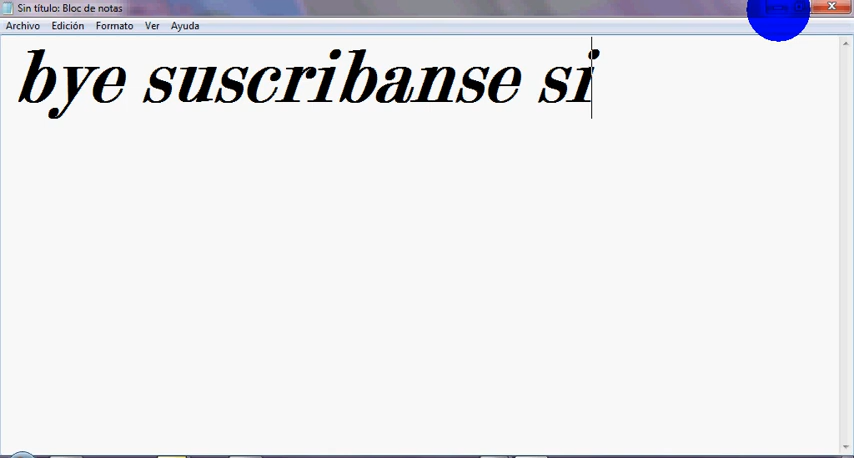 Sin título: Bloc de notas
Archivo Edición Formato Ver Ayuda
bye suscribanse si